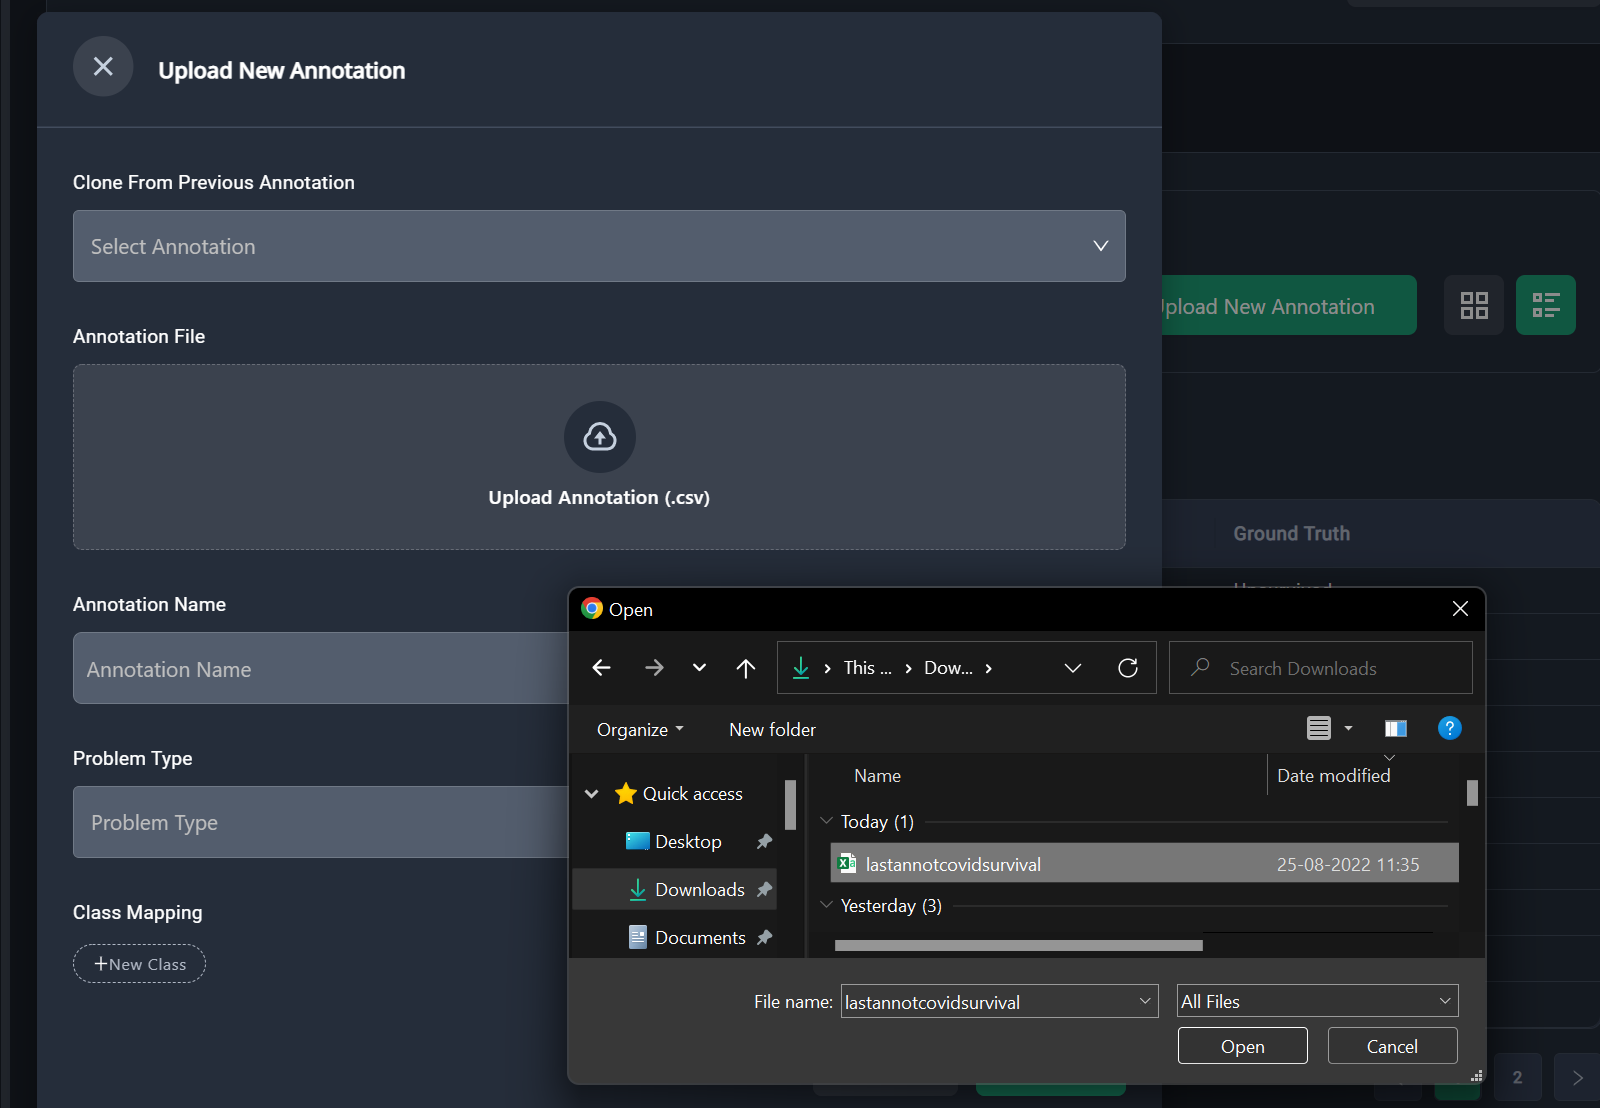 Upload New Annotation
Clone From Previous Annotation
Select Annotation
Upload New Annotation
Annotation File
Upload Annotation (.csv)
Ground Truth
Annotation Name
Annotation Name
Problem Type
Problem Type
Class Mapping
+New Class
Open
This ... Dow...
Search Downloads
Organize
New folder
?
Quick access
Desktop
Downloads
Documents
Name
Date modified
Today (1)
lastannotcovidsurvival 25-08-2022 11:35
Yesterday (3)
File name: lastannotcovidsurvival
All Files
Open
Cancel
2